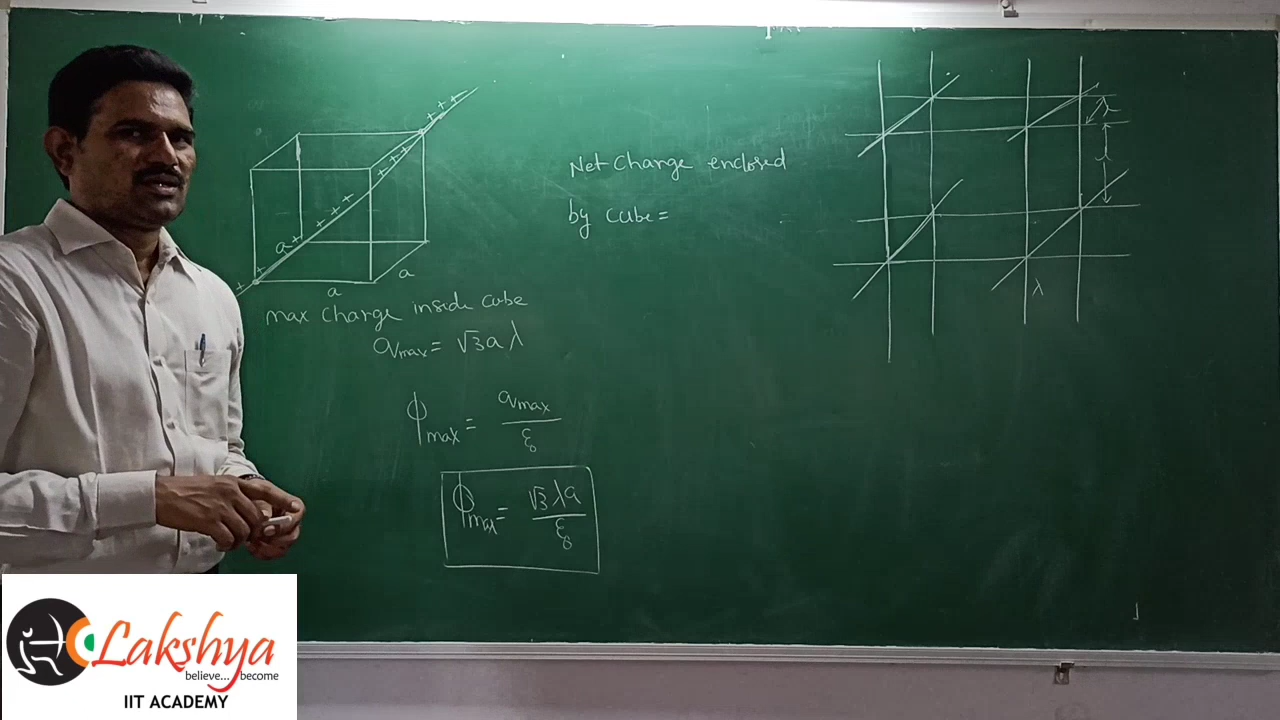 + + +
+ + +
+ + + +
a
a
a
max charge inside cube
qmax = √3 a λ
ϕmax = qmax / ε0
ϕmax = √3 λ a / ε0
Net charge enclosed
by cube =
λ
Lakshya
believe... become
IIT ACADEMY